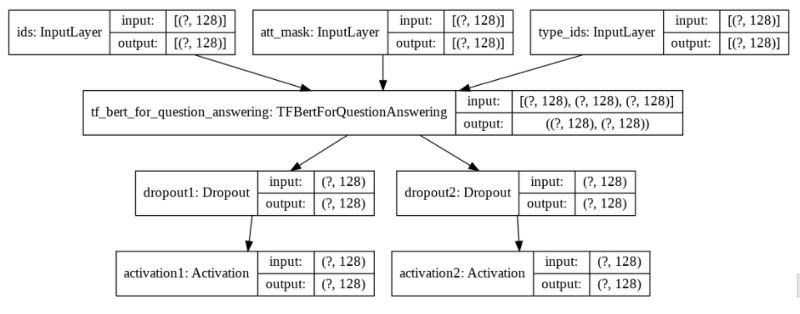 ids: InputLayer input: [(?, 128)] output: [(?, 128)]
att_mask: InputLayer input: [(?, 128)] output: [(?, 128)]
type_ids: InputLayer input: [(?, 128)] output: [(?, 128)]
tf_bert_for_question_answering: TFBertForQuestionAnswering input: [(?, 128), (?, 128), (?, 128)] output: ((?, 128), (?, 128))
dropout1: Dropout input: (?, 128) output: (?, 128)
dropout2: Dropout input: (?, 128) output: (?, 128)
activation1: Activation input: (?, 128) output: (?, 128)
activation2: Activation input: (?, 128) output: (?, 128)